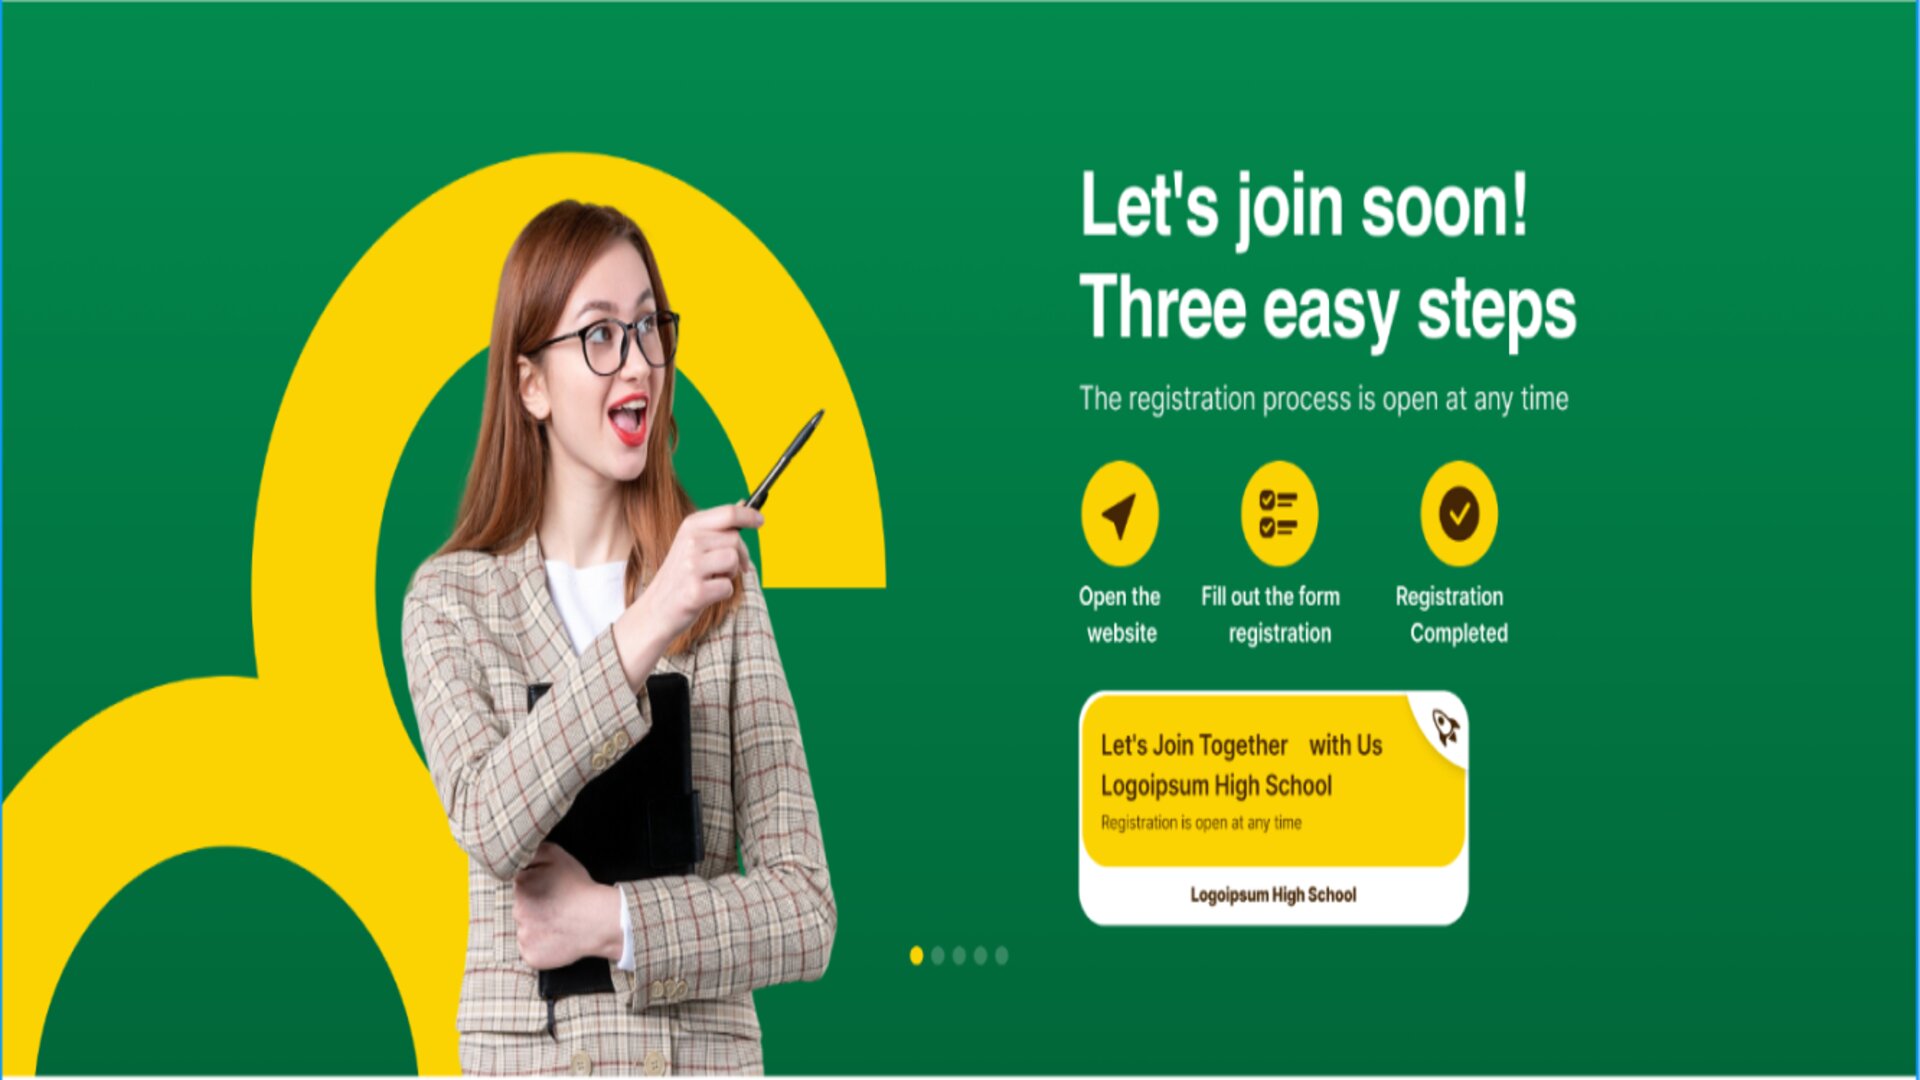 Let's join soon!
Three easy steps
The registration process is open at any time
Open the
website
Fill out the form
registration
Registration
Completed
Let's Join Together with Us
Logoipsum High School
Registration is open at any time
Logoipsum High School